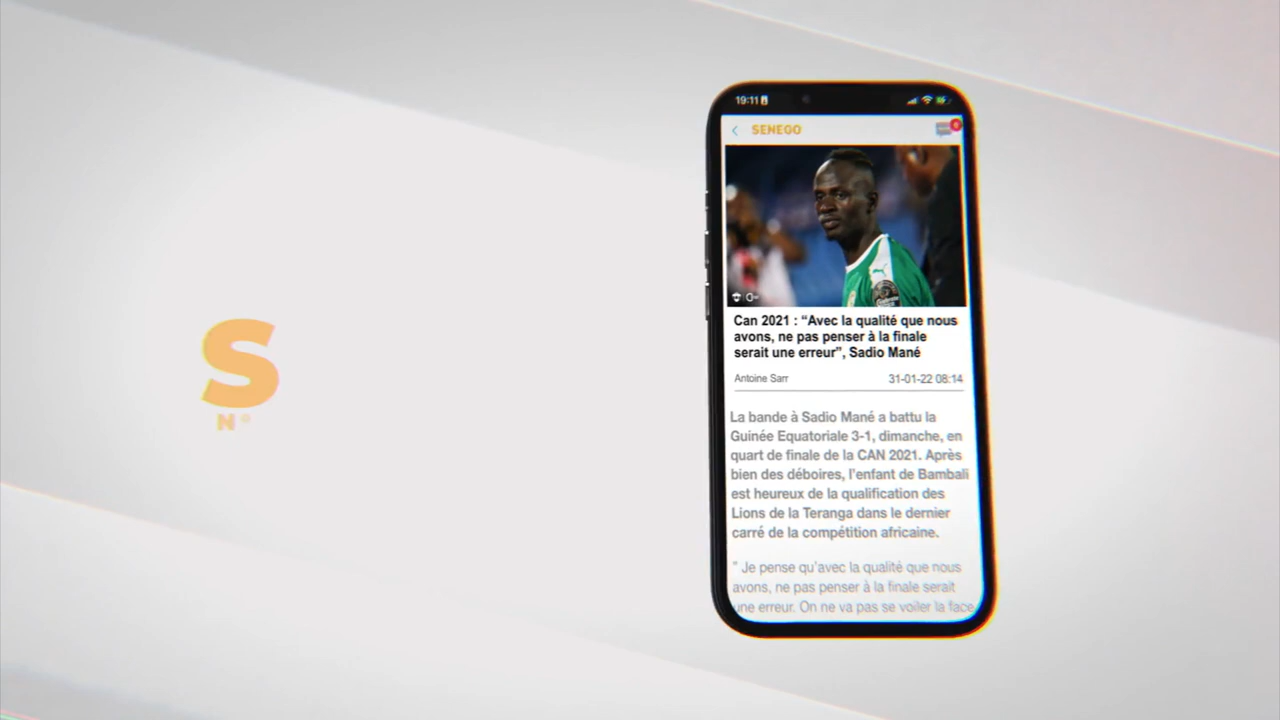 S
N°
19:11
SENEGO
Can 2021 : “Avec la qualité que nous
avons, ne pas penser à la finale
serait une erreur”, Sadio Mané
Antoine Sarr
31-01-22 08:14
La bande à Sadio Mané a battu la
Guinée Equatoriale 3-1, dimanche, en
quart de finale de la CAN 2021. Après
bien des déboires, l'enfant de Bambali
est heureux de la qualification des
Lions de la Teranga dans le dernier
carré de la compétition africaine.
" Je pense qu'avec la qualité que nous
avons, ne pas penser à la finale serait
une erreur. On ne va pas se voiler la face